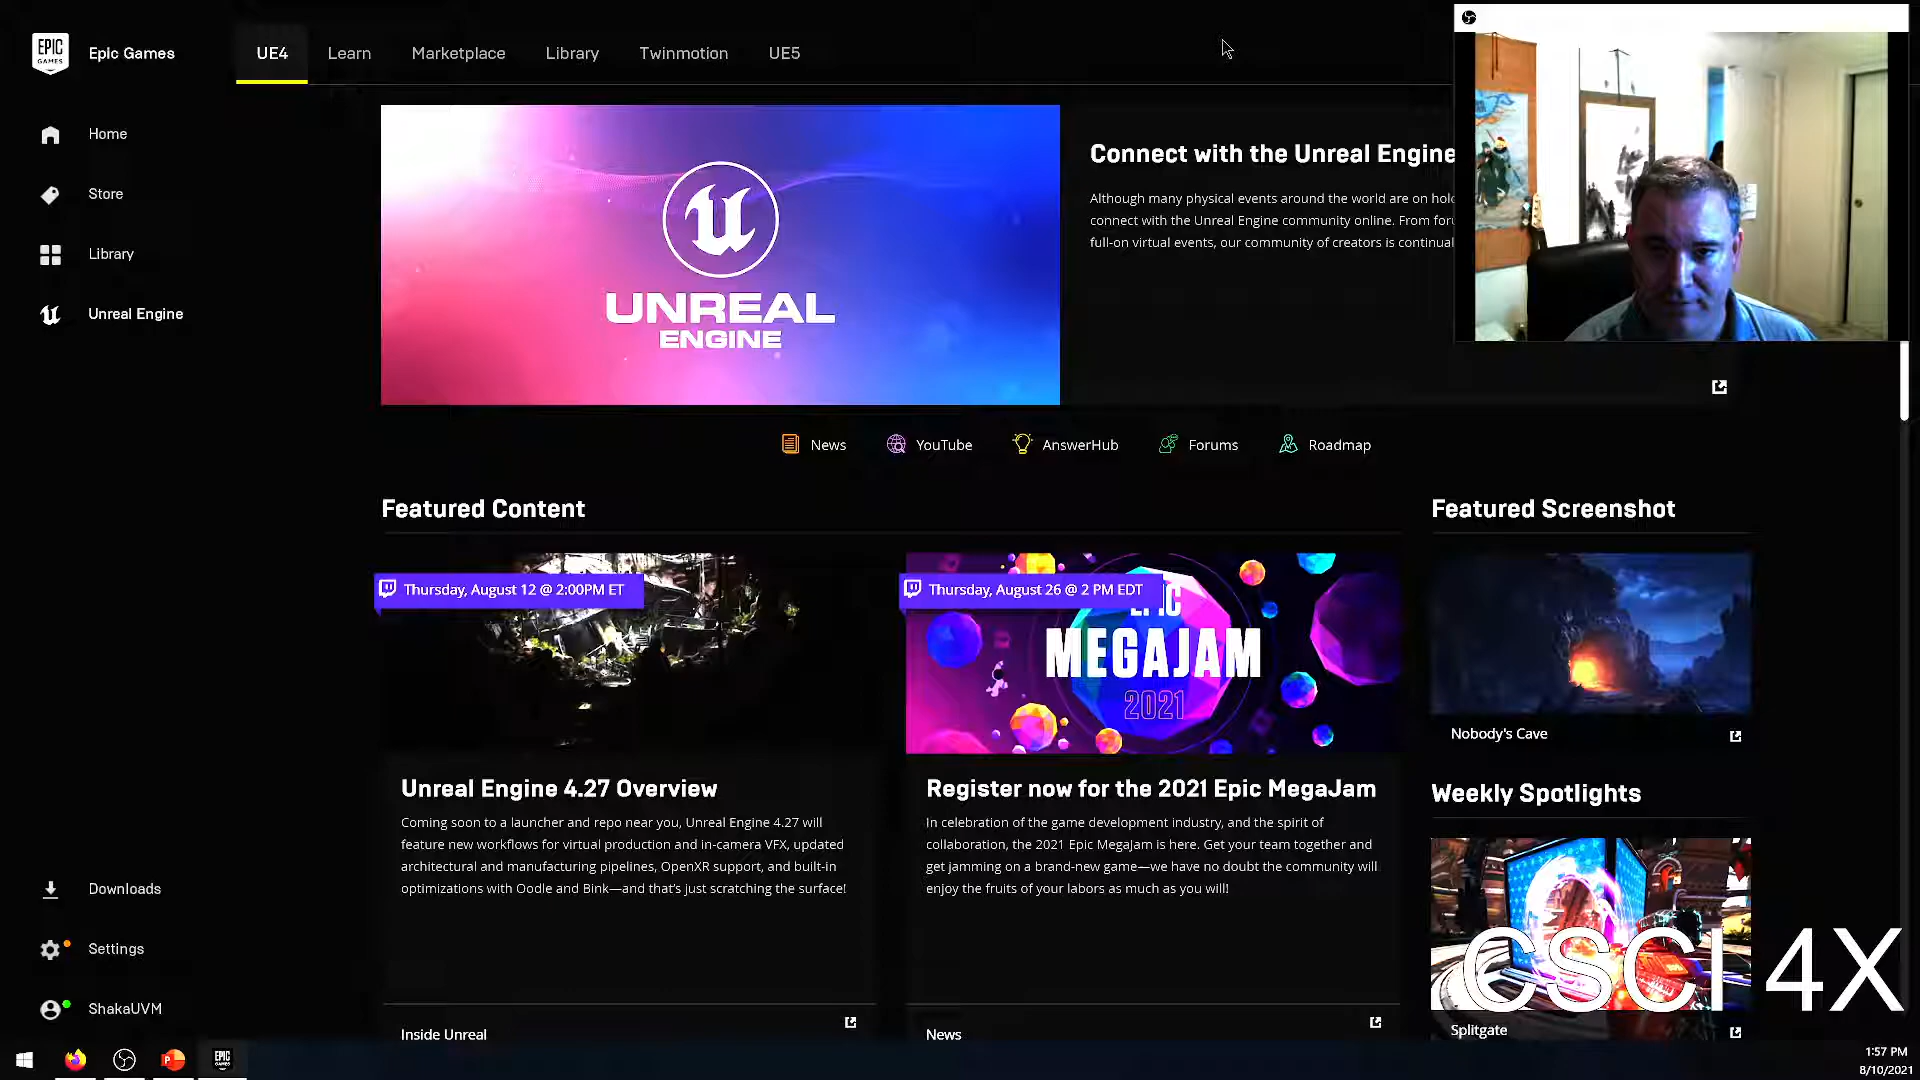 EPIC
GAMES
Epic Games
UE4
Learn
Marketplace
Library
Twinmotion
UE5
Home
Store
Library
Unreal Engine
UNREAL
ENGINE
Connect with the Unreal Engine
Although many physical events around the world are on hold
connect with the Unreal Engine community online. From
full-on virtual events, our community of creators is
News
YouTube
AnswerHub
Forums
Roadmap
Featured Content
Thursday, August 12 @ 2:00PM ET
Unreal Engine 4.27 Overview
Coming soon to a launcher and repo near you, Unreal Engine 4.27 will
feature new workflows for virtual production and in-camera VFX, updated
architectural and manufacturing pipelines, OpenXR support, and built-in
optimizations with Oodle and Bink—and that's just scratching the surface!
Inside Unreal
Thursday, August 26 @ 2 PM EDT
EPIC
MEGAJAM
2021
Register now for the 2021 Epic MegaJam
In celebration of the game development industry, and the spirit of
collaboration, the 2021 Epic MegaJam is here. Get your team together and
get jamming on a brand-new game—we have no doubt the community will
enjoy the fruits of your labors as much as you will!
News
Featured Screenshot
Nobody's Cave
Weekly Spotlights
CSCI 4X
Splitgate
Downloads
Settings
ShakaUVM
EPIC
GAMES
1:57 PM
8/10/2021